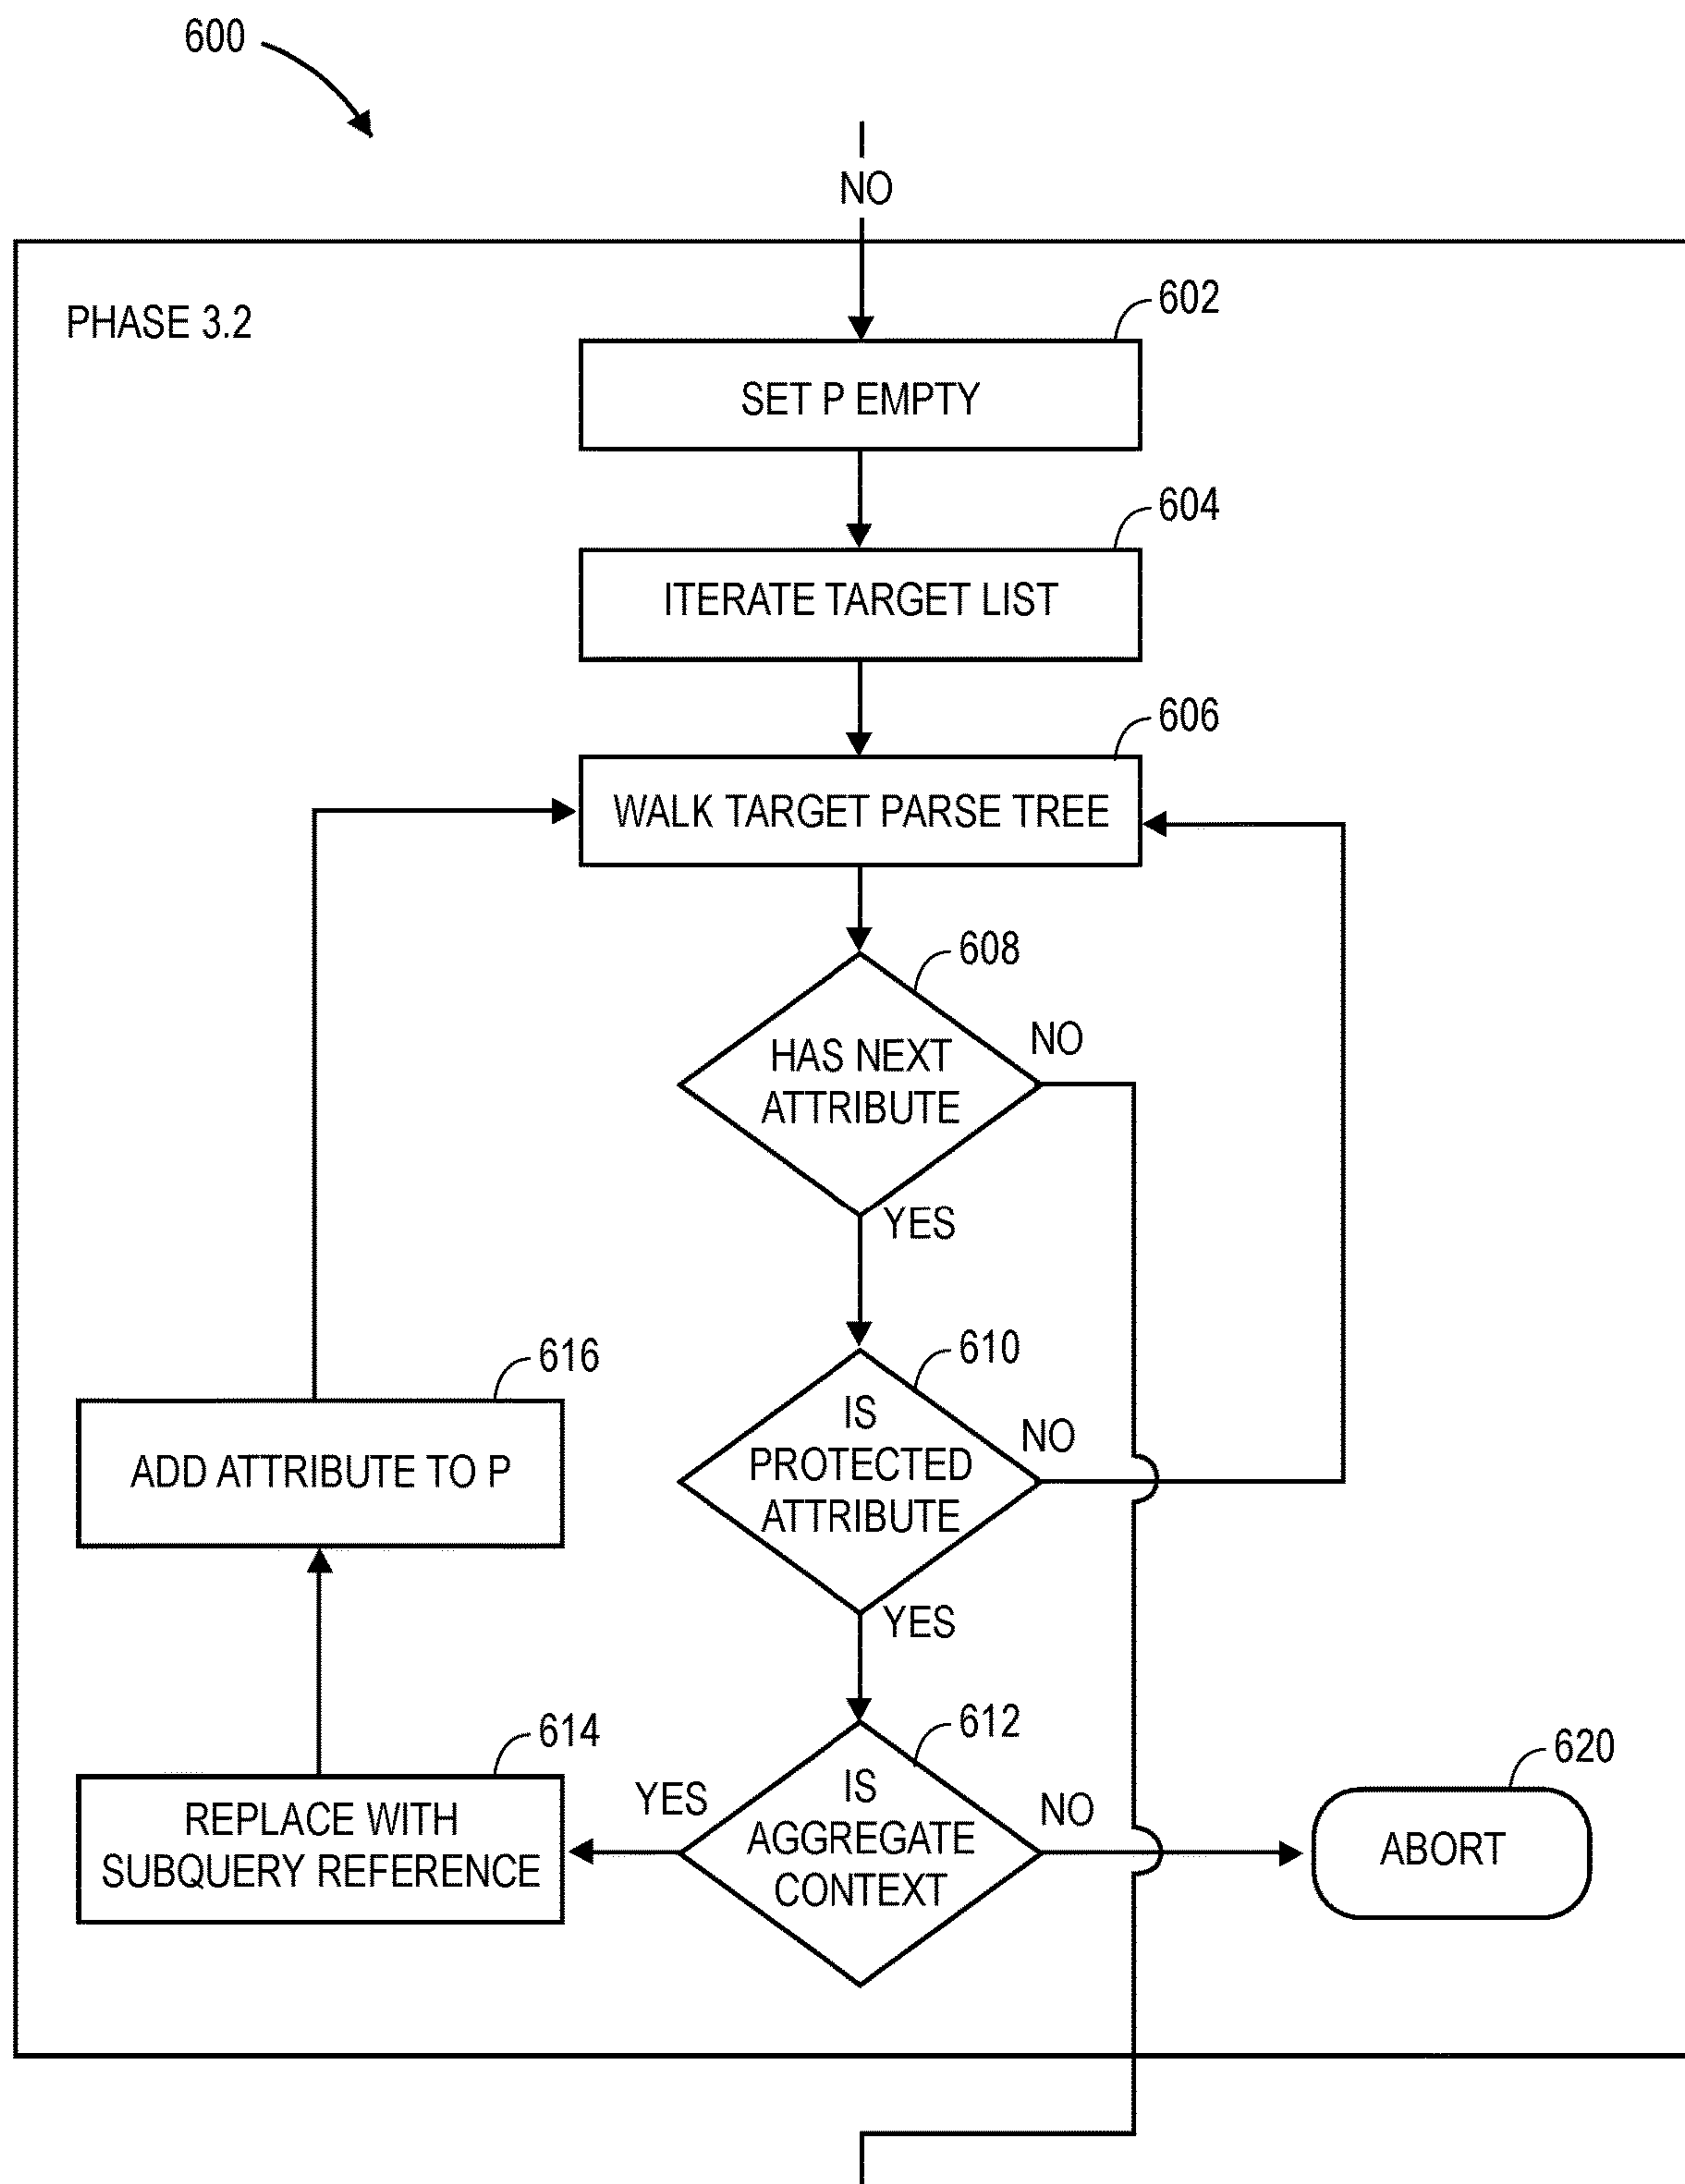 600
NO
PHASE 3.2
602
SET P EMPTY
604
ITERATE TARGET LIST
606
WALK TARGET PARSE TREE
608
HAS NEXT
ATTRIBUTE
NO
YES
610
IS
PROTECTED
ATTRIBUTE
NO
YES
616
ADD ATTRIBUTE TO P
612
IS
AGGREGATE
CONTEXT
YES
NO
614
REPLACE WITH
SUBQUERY REFERENCE
620
ABORT